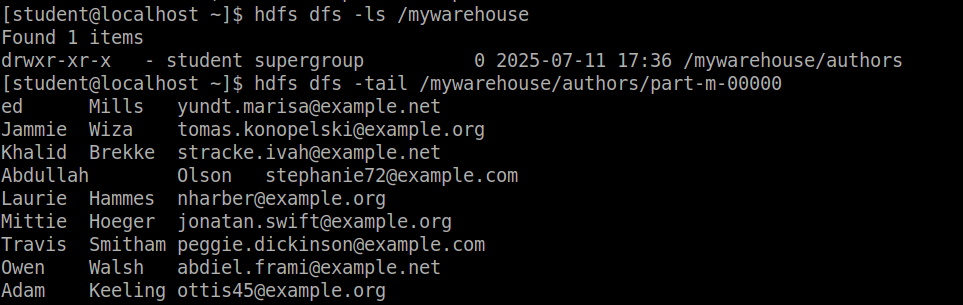 [student@localhost ~]$ hdfs dfs -ls /mywarehouse
Found 1 items
drwxr-xr-x   - student supergroup          0 2025-07-11 17:36 /mywarehouse/authors
[student@localhost ~]$ hdfs dfs -tail /mywarehouse/authors/part-m-00000
ed      Mills   yundt.marisa@example.net
Jammie  Wiza    tomas.konopelski@example.org
Khalid  Brekke  stracke.ivah@example.net
Abdullah        Olson   stephanie72@example.com
Laurie  Hammes  nharber@example.org
Mittie  Hoeger  jonatan.swift@example.org
Travis  Smitham peggie.dickinson@example.com
Owen    Walsh   abdiel.frami@example.net
Adam    Keeling ottis45@example.org